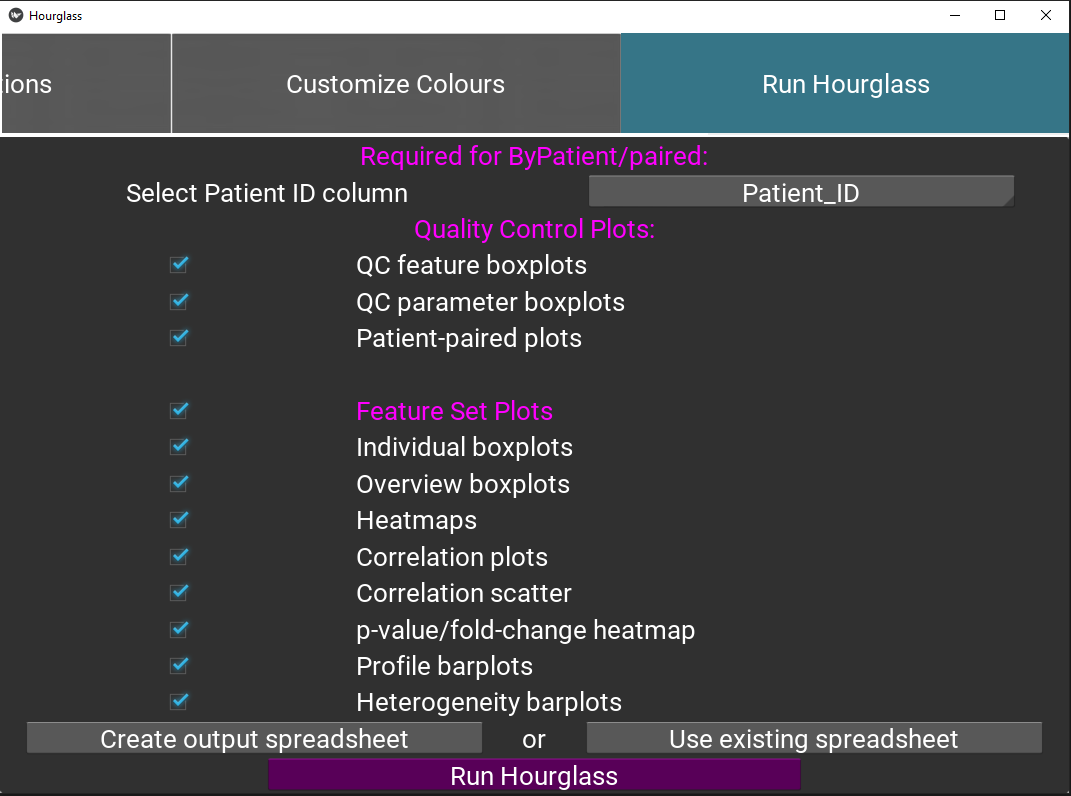 Hourglass
ions Customize Colours Run Hourglass
Required for ByPatient/paired:
Select Patient ID column Patient_ID
Quality Control Plots:
QC feature boxplots
QC parameter boxplots
Patient-paired plots
Feature Set Plots
Individual boxplots
Overview boxplots
Heatmaps
Correlation plots
Correlation scatter
p-value/fold-change heatmap
Profile barplots
Heterogeneity barplots
Create output spreadsheet or Use existing spreadsheet
Run Hourglass